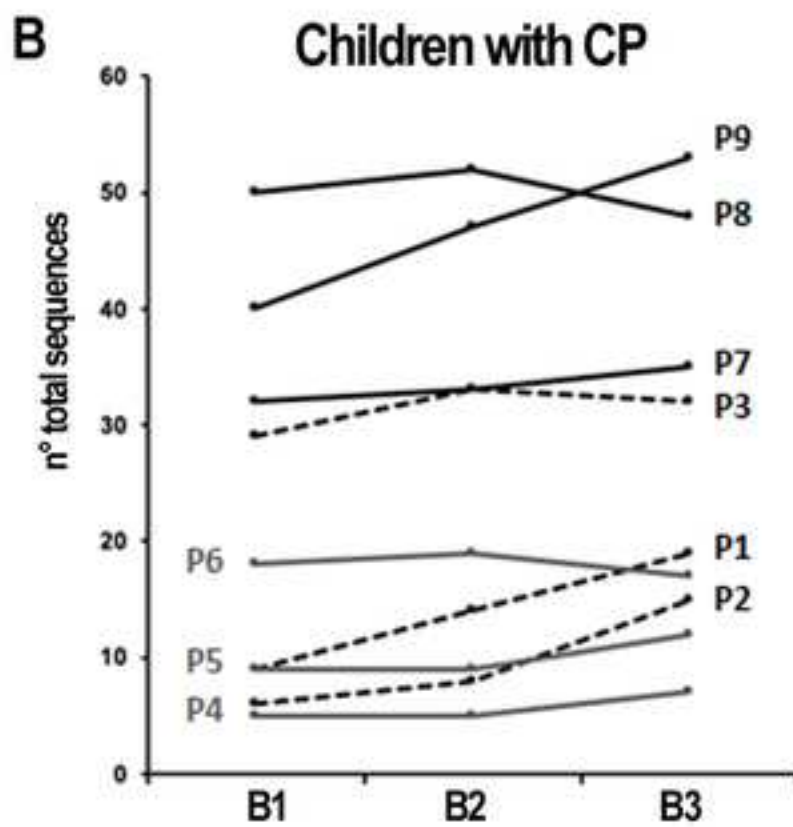 B
Children with CP
n° total sequences
60
50
40
30
20
10
0
P9
P8
P7
P3
P6
P1
P2
P5
P4
B1 B2 B3